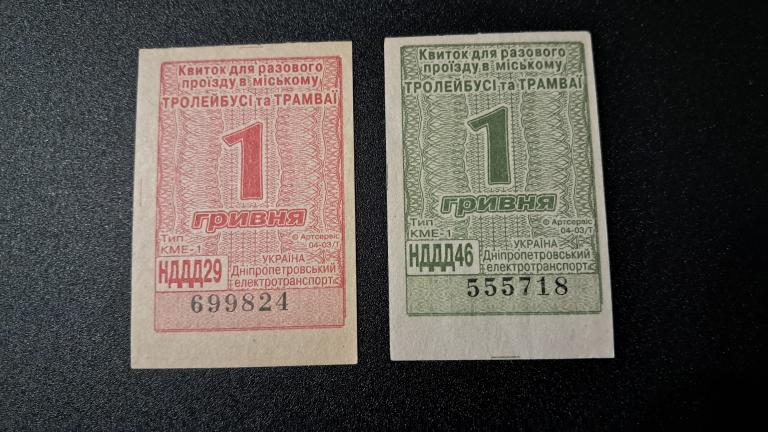 Квиток для разового
проїзду в міському
ТРОЛЕЙБУСІ та ТРАМВАЇ
1
гривня
Тип
КМЕ-1
© Артсервіс
04-03/Т
НДДД29
УКРАЇНА
Дніпропетровський
електротранспорт
699824
Квиток для разового
проїзду в міському
ТРОЛЕЙБУСІ та ТРАМВАЇ
1
гривня
Тип
КМЕ-1
© Артсервіс
04-03/Т
НДДД46
УКРАЇНА
Дніпропетровський
електротранспорт
555718